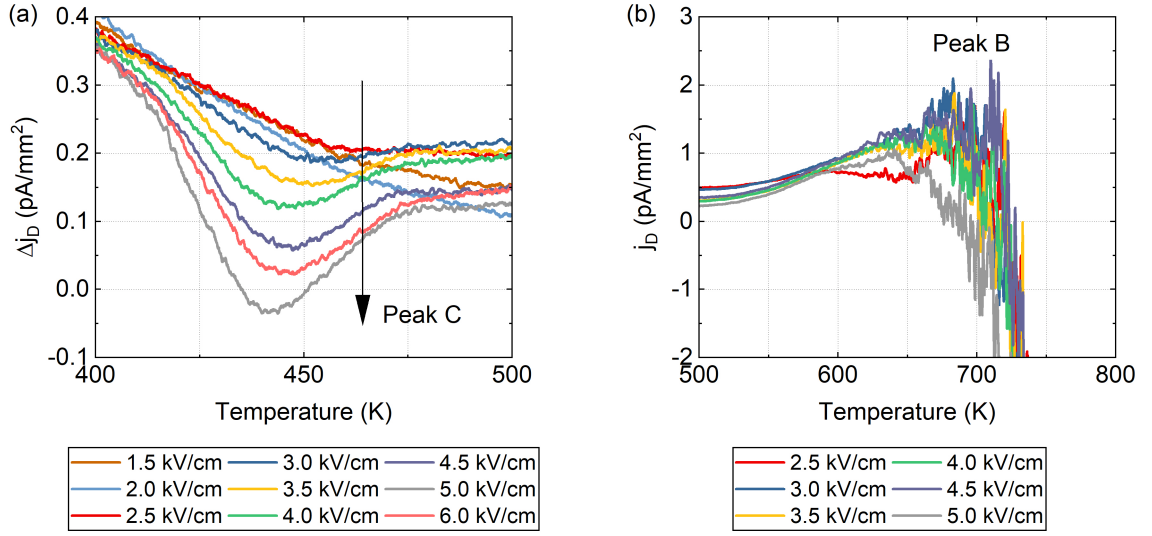 (a)
0.4
0.3
0.2
0.1
0.0
-0.1
Δj_D (pA/mm²)
Peak C
400 450 500
Temperature (K)
1.5 kV/cm 3.0 kV/cm 4.5 kV/cm
2.0 kV/cm 3.5 kV/cm 5.0 kV/cm
2.5 kV/cm 4.0 kV/cm 6.0 kV/cm
(b)
3
2
1
0
-1
-2
j_D (pA/mm²)
Peak B
500 600 700 800
Temperature (K)
2.5 kV/cm 4.0 kV/cm
3.0 kV/cm 4.5 kV/cm
3.5 kV/cm 5.0 kV/cm